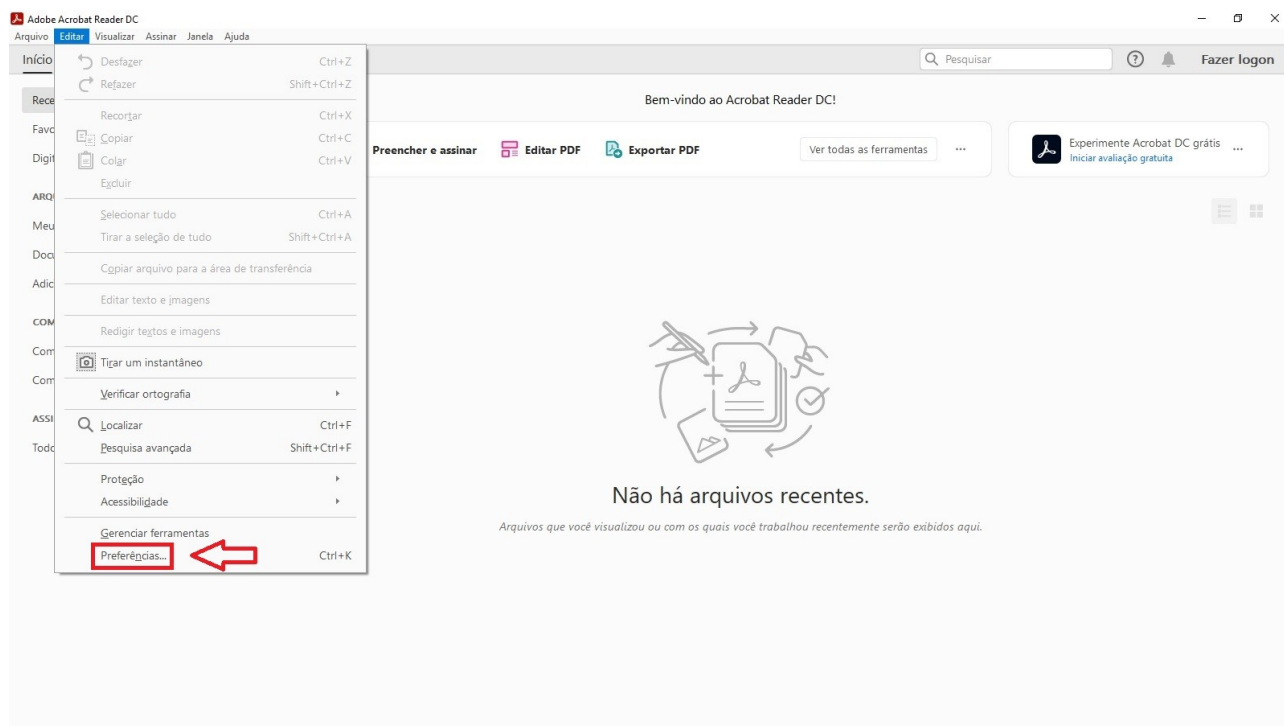 Adobe Acrobat Reader DC
Arquivo Editar Visualizar Assinar Janela Ajuda
Início
Pesquisar
Fazer logon
Desfazer Ctrl+Z
Refazer Shift+Ctrl+Z
Recortar Ctrl+X
Copiar Ctrl+C
Colar Ctrl+V
Excluir
Selecionar tudo Ctrl+A
Tirar a seleção de tudo Shift+Ctrl+A
Copiar arquivo para a área de transferência
Editar texto e imagens
Redigir textos e imagens
Tirar um instantâneo
Verificar ortografia
Localizar Ctrl+F
Pesquisa avançada Shift+Ctrl+F
Proteção
Acessibilidade
Gerenciar ferramentas
Preferências... Ctrl+K
Rece
Favo
Digit
ARQ
Meu
Docu
Adic
COM
Com
Com
ASSI
Todo
Bem-vindo ao Acrobat Reader DC!
Preencher e assinar Editar PDF Exportar PDF Ver todas as ferramentas ...
Experimente Acrobat DC grátis ...
Iniciar avaliação gratuita
Não há arquivos recentes.
Arquivos que você visualizou ou com os quais você trabalhou recentemente serão exibidos aqui.